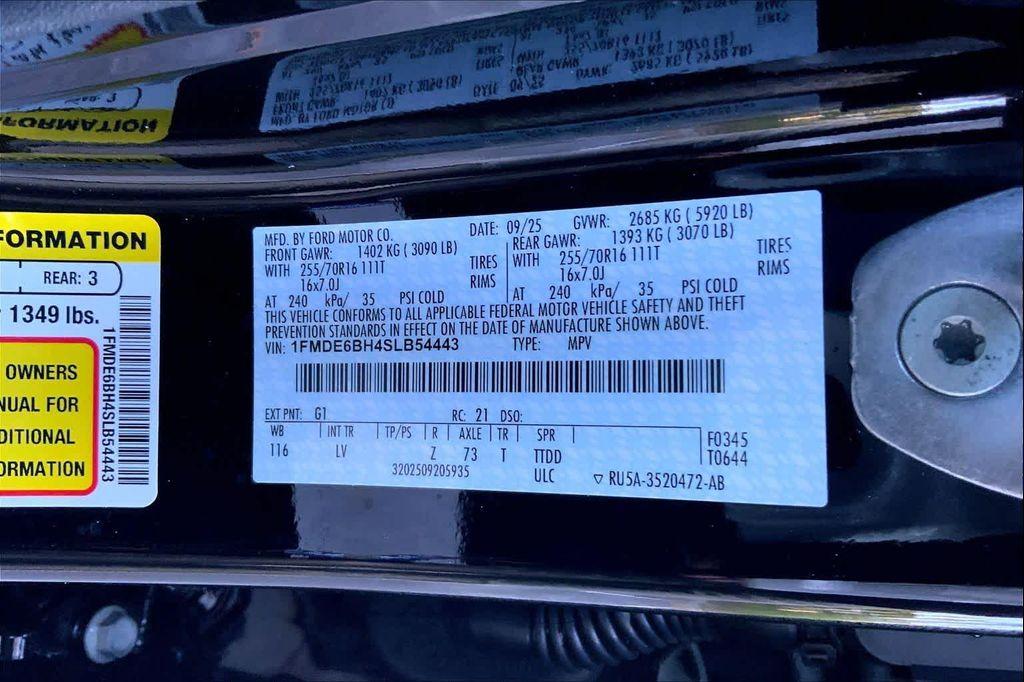 FORMATION
REAR: 3
1349 lbs.
OWNERS
NUAL FOR
DITIONAL
ORMATION
1FMDE6BH4SLB54443
MFD. BY FORD MOTOR CO. DATE: 09/25 GVWR: 2685 KG ( 5920 LB)
FRONT GAWR: 1402 KG ( 3090 LB) REAR GAWR: 1393 KG ( 3070 LB)
WITH 255/70R16 111T TIRES WITH 255/70R16 111T TIRES
16x7.0J RIMS 16x7.0J RIMS
AT 240 kPa/ 35 PSI COLD AT 240 kPa/ 35 PSI COLD
THIS VEHICLE CONFORMS TO ALL APPLICABLE FEDERAL MOTOR VEHICLE SAFETY AND THEFT
PREVENTION STANDARDS IN EFFECT ON THE DATE OF MANUFACTURE SHOWN ABOVE.
VIN: 1FMDE6BH4SLB54443 TYPE: MPV
EXT PNT: G1 RC: 21 DSO:
WB INT TR TP/PS R AXLE TR SPR F0345
116 LV Z 73 T TTDD T0644
3202509205935 ULC ▽ RU5A-3520472-AB